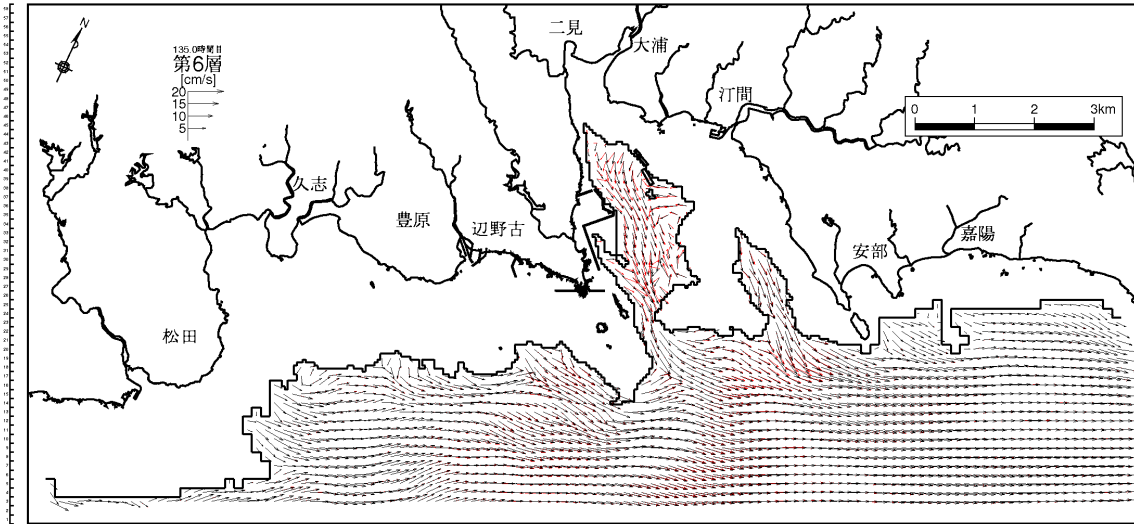 N
135.0時間目
第6層
[cm/s]
20
15
10
5
二見
大浦
汀間
0 1 2 3km
久志
豊原
辺野古
安部
嘉陽
松田